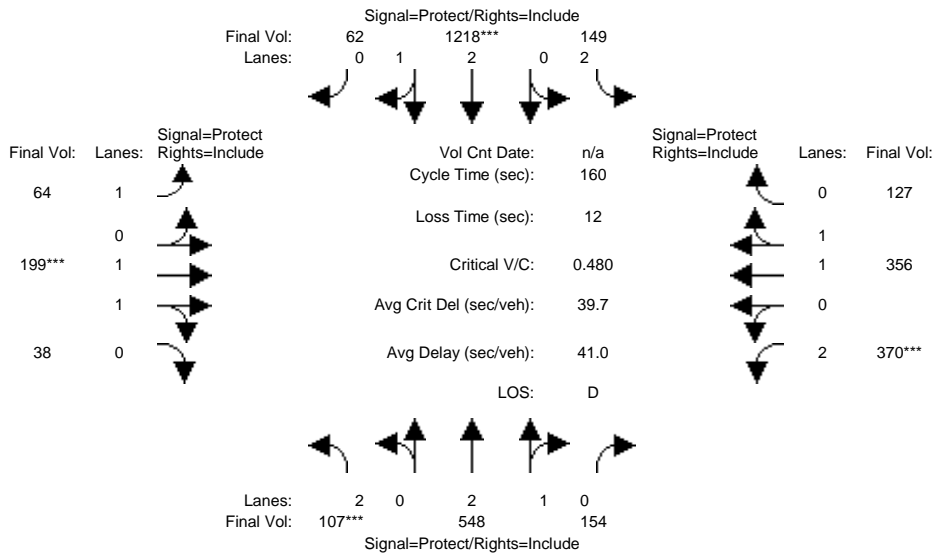 Signal=Protect/Rights=Include
Final Vol: 62 1218*** 149
Lanes: 0 1 2 0 2
Signal=Protect
Final Vol: Lanes: Rights=Include
Vol Cnt Date: n/a
Signal=Protect
Rights=Include Lanes: Final Vol:
Cycle Time (sec): 160
64 1
0 127
Loss Time (sec): 12
0
1
199*** 1
Critical V/C: 0.480
1 356
1
Avg Crit Del (sec/veh): 39.7
0
38 0
Avg Delay (sec/veh): 41.0
2 370***
LOS: D
Lanes: 2 0 2 1 0
Final Vol: 107*** 548 154
Signal=Protect/Rights=Include